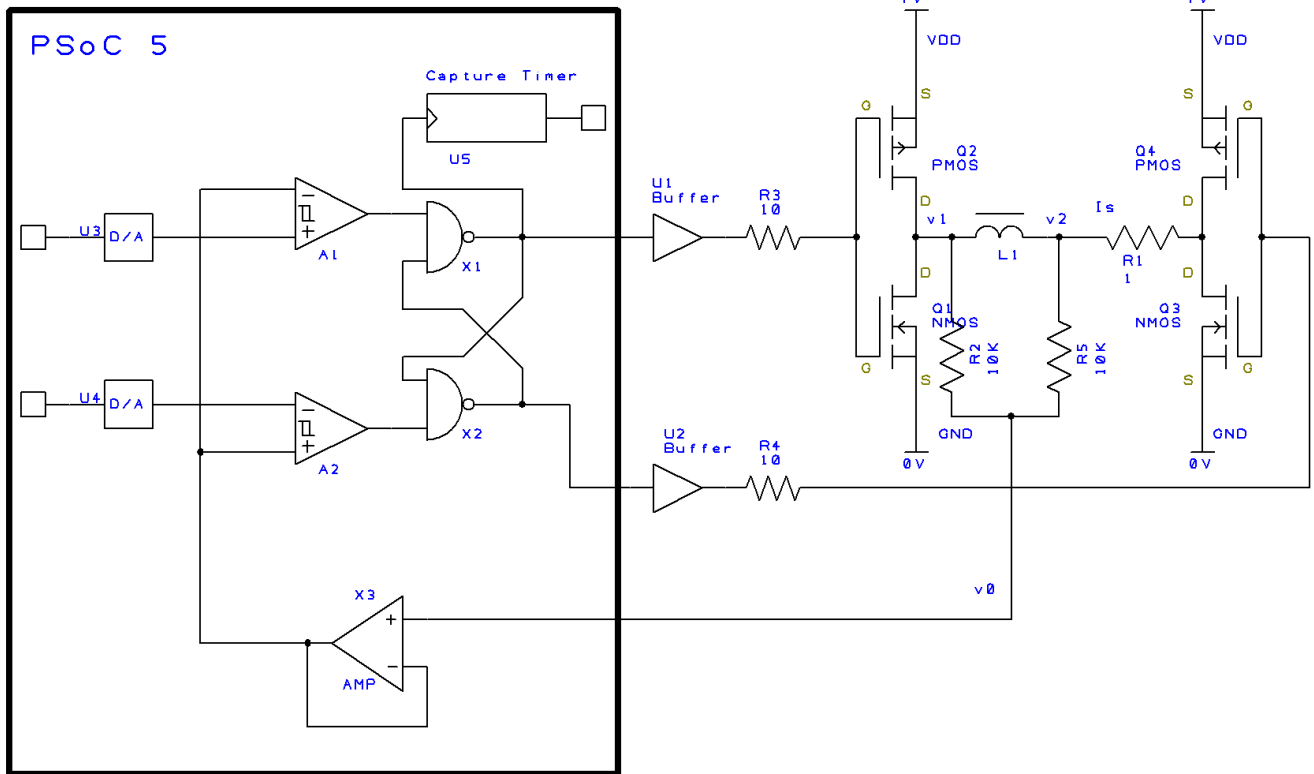 PSoC 5
VDD
VDD
Capture Timer
U5
S
S
G
G
Q2
PMOS
Q4
PMOS
U1
Buffer
R3
10
D
D
U3
D/A
-
+
A1
X1
v1
v2
Is
L1
R1
1
D
D
Q1
NMOS
Q3
NMOS
R2
10K
R5
10K
G
G
S
S
U4
D/A
-
+
A2
X2
U2
Buffer
R4
10
GND
GND
0V
0V
X3
+
-
AMP
v0